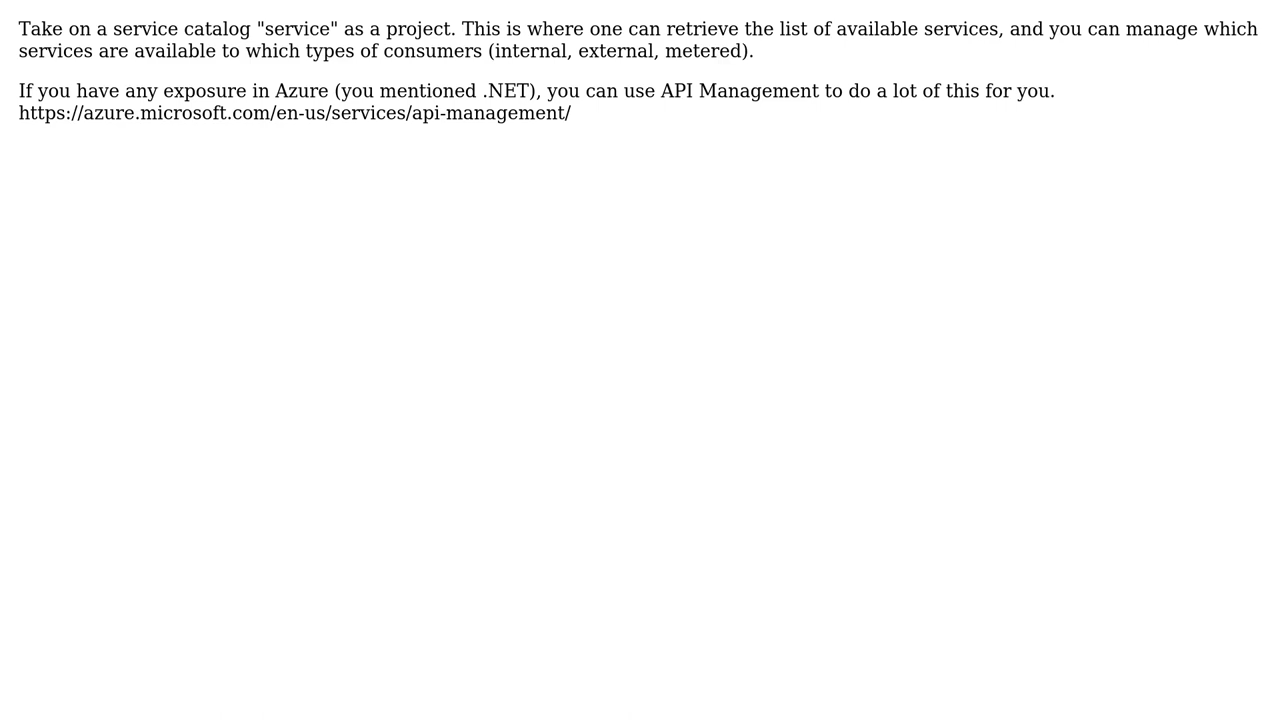 Take on a service catalog "service" as a project. This is where one can retrieve the list of available services, and you can manage which
services are available to which types of consumers (internal, external, metered).
If you have any exposure in Azure (you mentioned .NET), you can use API Management to do a lot of this for you.
https://azure.microsoft.com/en-us/services/api-management/